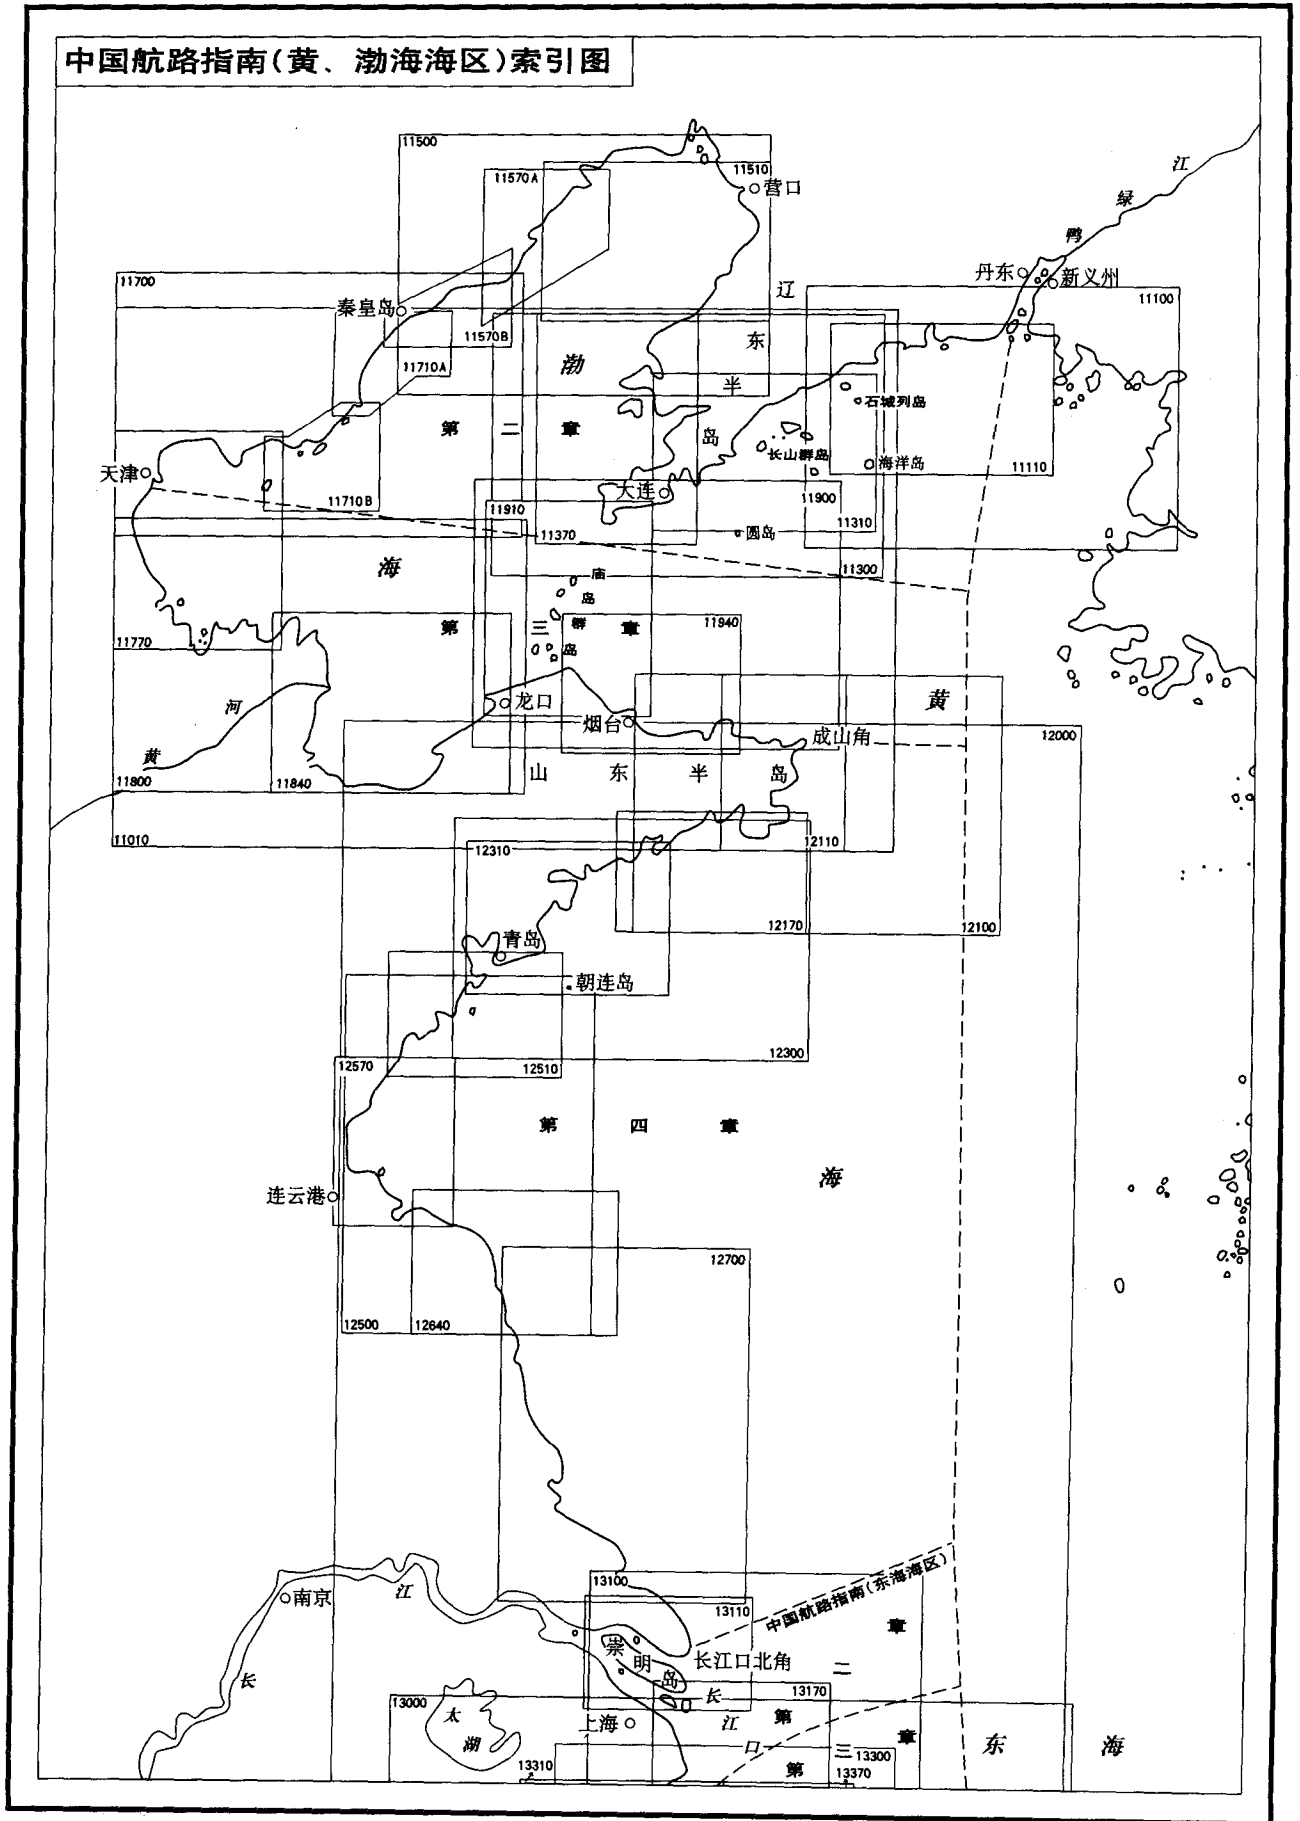 中国航路指南(黄、渤海海区)索引图
11500
11510
11570A
营口
江
绿
鸭
丹东
新义州
11700
辽
11100
秦皇岛
11570B
东
渤
11710A
半
石城列岛
第 二 章
岛
长山群岛
海洋岛
11110
天津
大连
11900
11710B
11910
11310
11370
圆岛
海
11300
庙
岛
群
岛
11940
第 三 章
11770
河
龙口
黄
烟台
成山角
12000
黄
山 东 半 岛
11800
11840
11010
12110
12310
12170
12100
青岛
朝连岛
12300
12570
12510
第 四 章
海
连云港
12700
12500
12640
中国航路指南(东海海区)
13100
江
南京
13110
章
崇
明
岛
长江口北角
二
长
13170
长
13000
太
江
第
上海
章
东 海
湖
口
三
13300
13310
第
13370